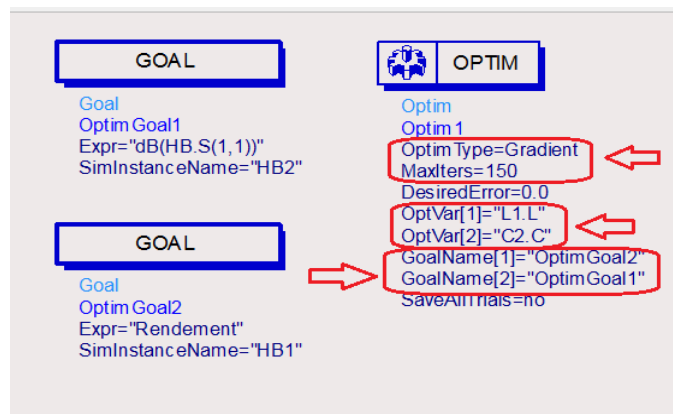 GOAL
Goal
OptimGoal1
Expr="dB(HB.S(1,1))"
SimInstanceName="HB2"
GOAL
Goal
OptimGoal2
Expr="Rendement"
SimInstanceName="HB1"
OPTIM
Optim
Optim1
OptimType=Gradient
MaxIters=150
DesiredError=0.0
OptVar[1]="L1.L"
OptVar[2]="C2.C"
GoalName[1]="OptimGoal2"
GoalName[2]="OptimGoal1"
SaveAllTrials=no